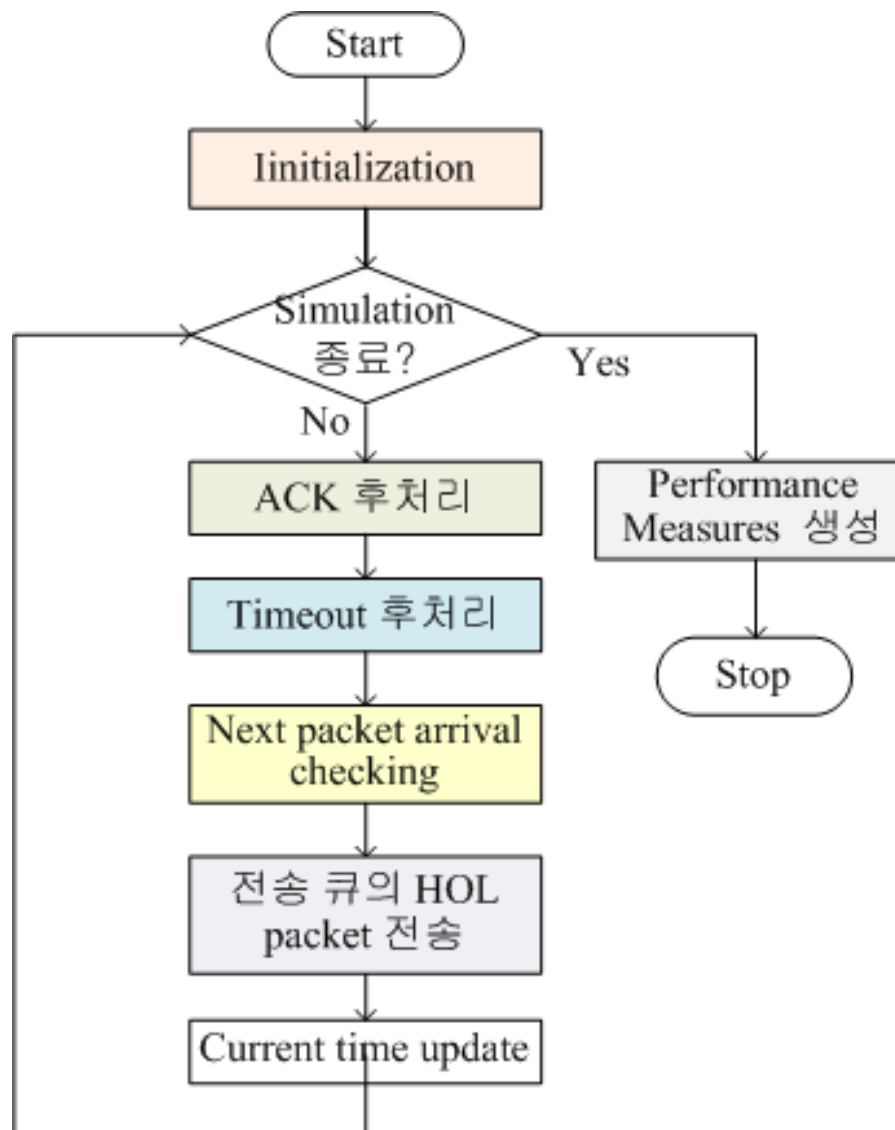 Start
Iinitialization
Simulation
종료?
Yes
No
ACK 후처리
Performance
Measures 생성
Timeout 후처리
Stop
Next packet arrival
checking
전송 큐의 HOL
packet 전송
Current time update